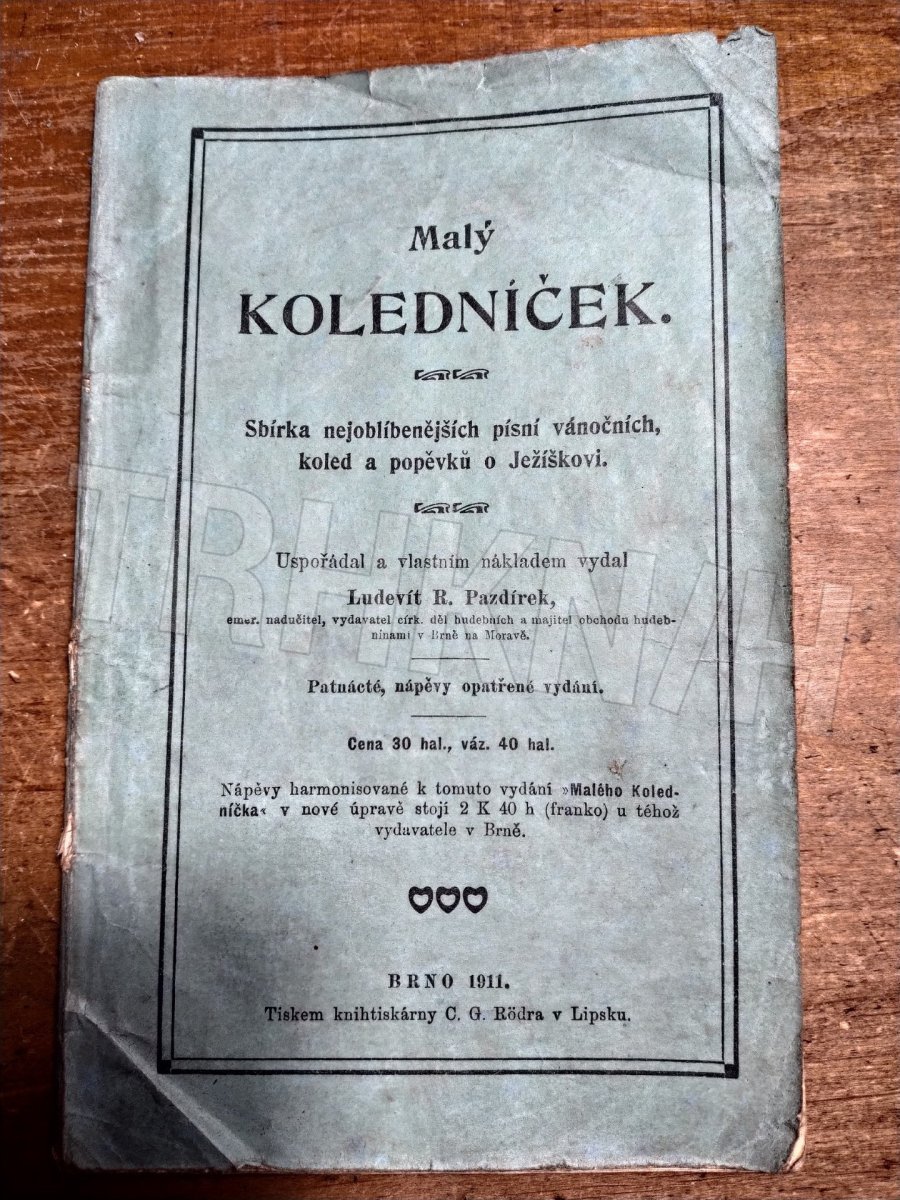 Malý
KOLEDNÍČEK.
Sbírka nejoblíbenějších písní vánočních,
koled a popěvků o Ježíškovi.
Uspořádal a vlastním nákladem vydal
Ludevít R. Pazdírek,
emer. nadučitel, vydavatel círk. děl hudebních a majitel obchodu hudeb-
ninami v Brně na Moravě.
Patnácté, nápěvy opatřené vydání.
Cena 30 hal., váz. 40 hal.
Nápěvy harmonisované k tomuto vydání »Malého Koled-
níčka« v nové úpravě stojí 2 K 40 h (franko) u téhož
vydavatele v Brně.
BRNO 1911.
Tiskem knihtiskárny C. G. Rödra v Lipsku.
TRHKNIH